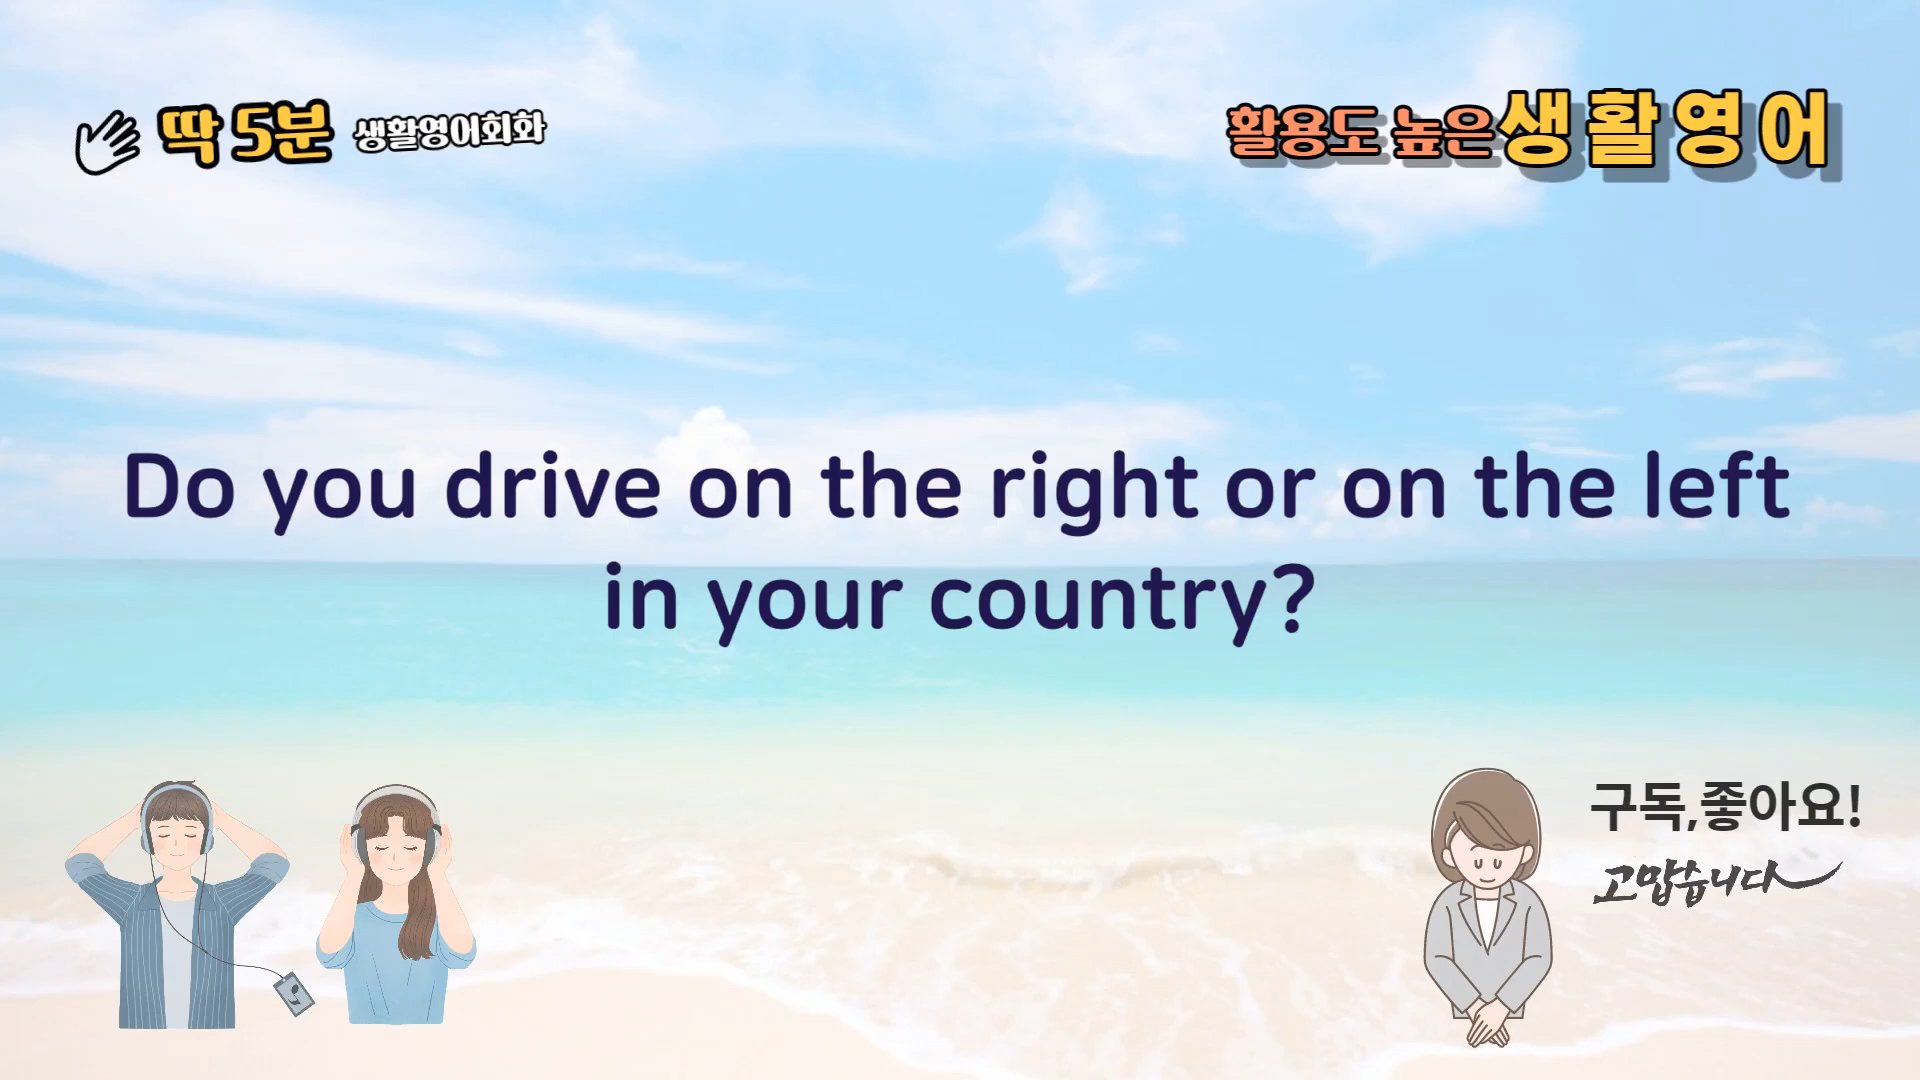 딱 5분 생활영어회화
활용도 높은 생활영어
Do you drive on the right or on the left
in your country?
구독,좋아요!
고맙습니다